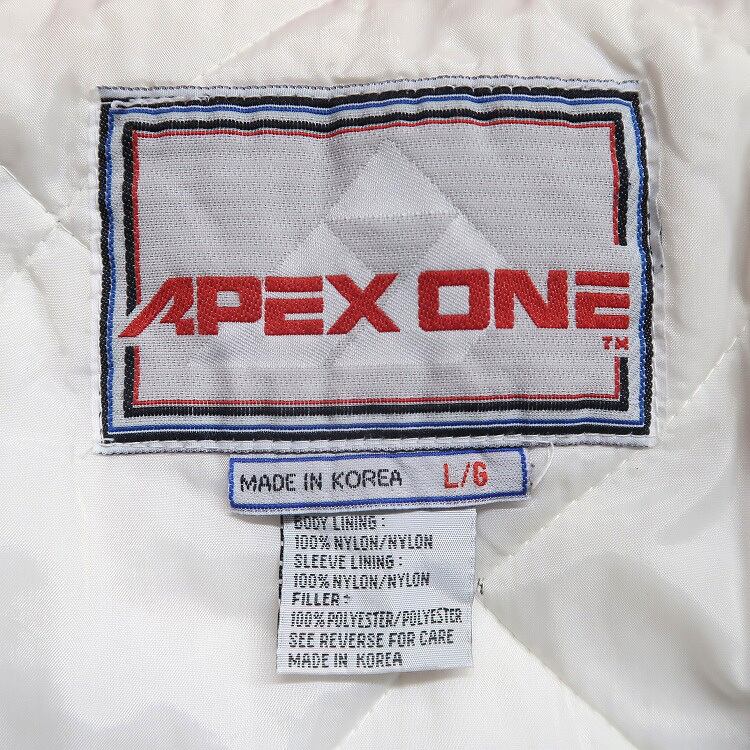 APEX ONE
TM
MADE IN KOREA L/G
BODY LINING :
100% NYLON/NYLON
SLEEVE LINING :
100% NYLON/NYLON
FILLER :
100% POLYESTER/POLYESTER
SEE REVERSE FOR CARE
MADE IN KOREA